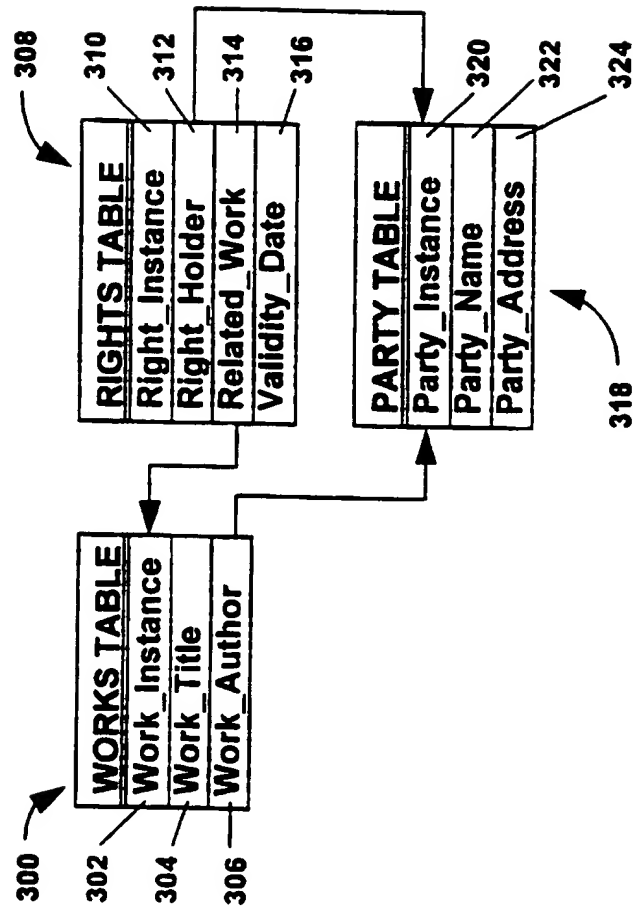 300
WORKS TABLE
302
Work_Instance
304
Work_Title
306
Work_Author
308
RIGHTS TABLE
Right_Instance
310
Right_Holder
312
Related_Work
314
Validity_Date
316
PARTY TABLE
Party_Instance
320
Party_Name
322
Party_Address
324
318